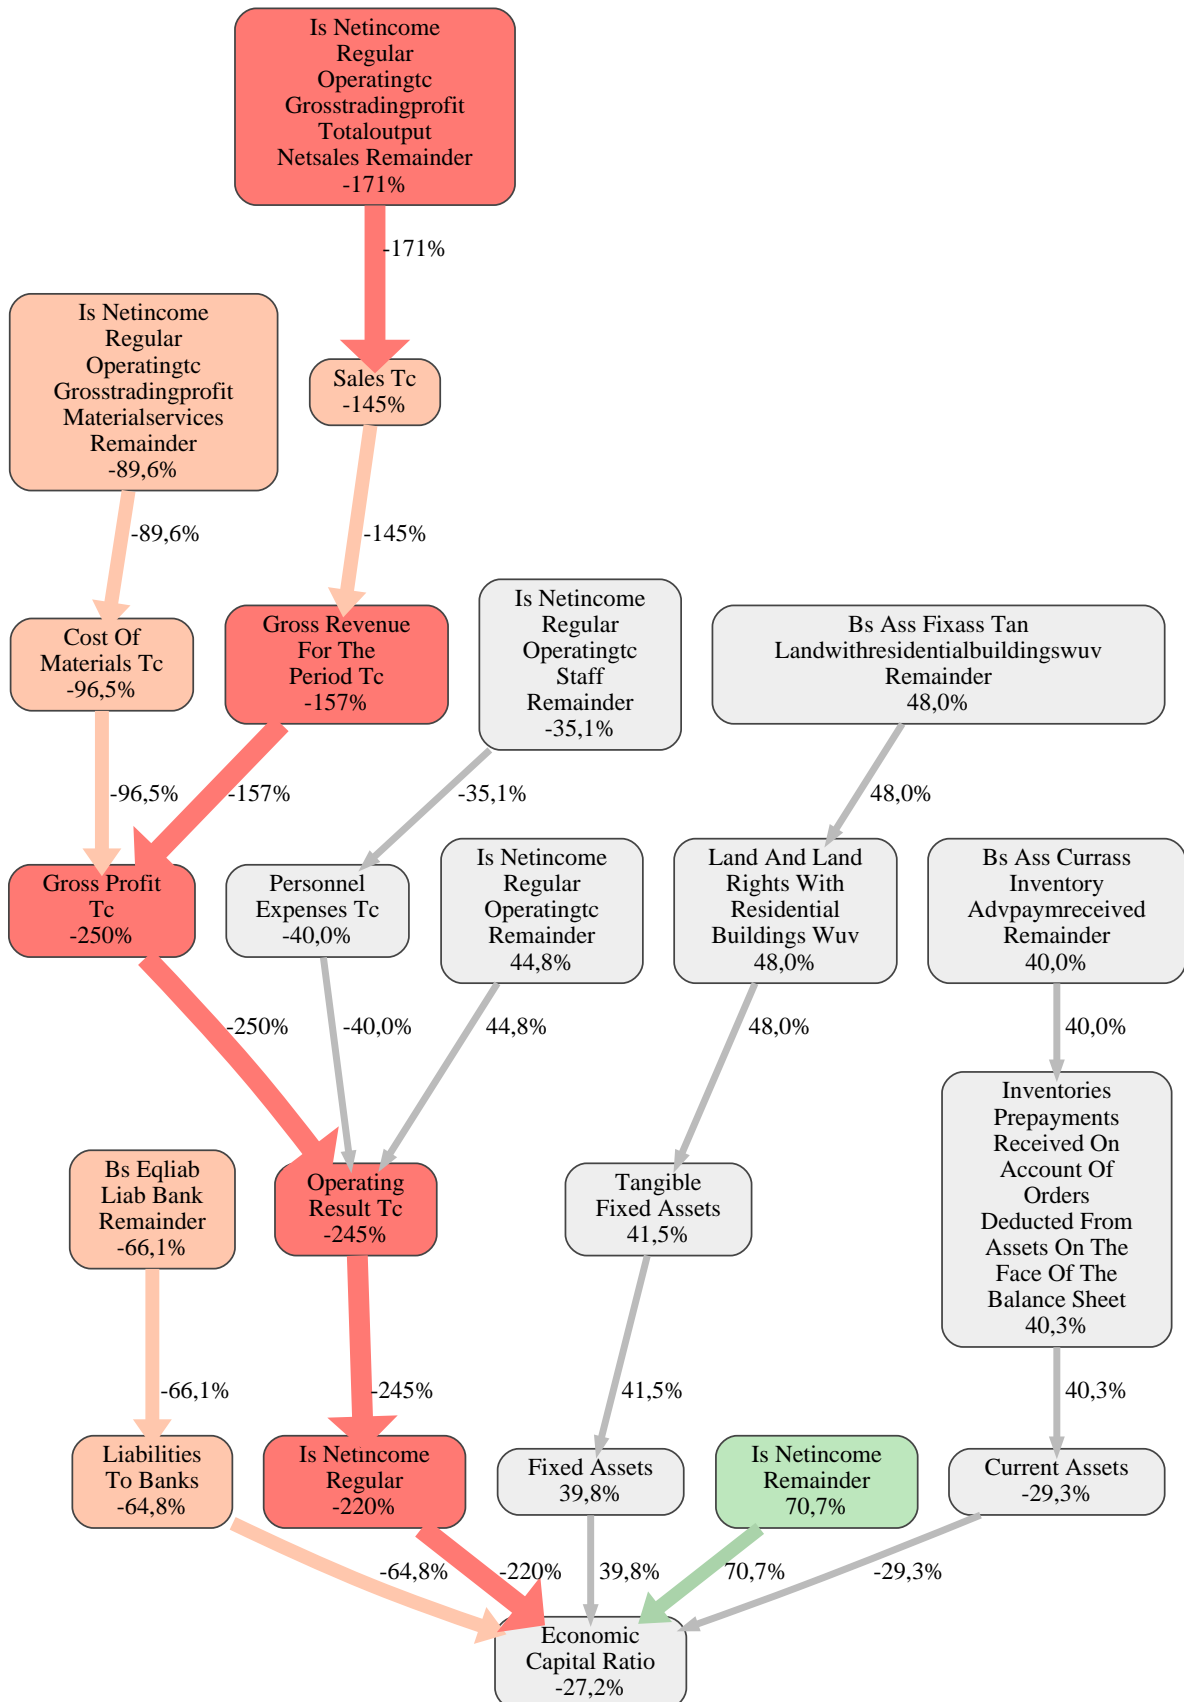 Is Netincome
Regular
Operatingtc
Grosstradingprofit
Totaloutput
Netsales Remainder
-171%
-171%
Is Netincome
Regular
Operatingtc
Grosstradingprofit
Materialservices
Remainder
-89,6%
Sales Tc
-145%
-89,6%
-145%
Cost Of
Materials Tc
-96,5%
Gross Revenue
For The
Period Tc
-157%
Is Netincome
Regular
Operatingtc
Staff
Remainder
-35,1%
Bs Ass Fixass Tan
Landwithresidentialbuildingswuv
Remainder
48,0%
-96,5%
-157%
-35,1%
48,0%
Gross Profit
Tc
-250%
Personnel
Expenses Tc
-40,0%
Is Netincome
Regular
Operatingtc
Remainder
44,8%
Land And Land
Rights With
Residential
Buildings Wuv
48,0%
Bs Ass Currass
Inventory
Advpaymreceived
Remainder
40,0%
-250%
-40,0%
44,8%
48,0%
40,0%
Bs Eqliab
Liab Bank
Remainder
-66,1%
Operating
Result Tc
-245%
Tangible
Fixed Assets
41,5%
Inventories
Prepayments
Received On
Account Of
Orders
Deducted From
Assets On The
Face Of The
Balance Sheet
40,3%
-66,1%
-245%
41,5%
40,3%
Liabilities
To Banks
-64,8%
Is Netincome
Regular
-220%
Fixed Assets
39,8%
Is Netincome
Remainder
70,7%
Current Assets
-29,3%
-64,8%
-220%
39,8%
70,7%
-29,3%
Economic
Capital Ratio
-27,2%